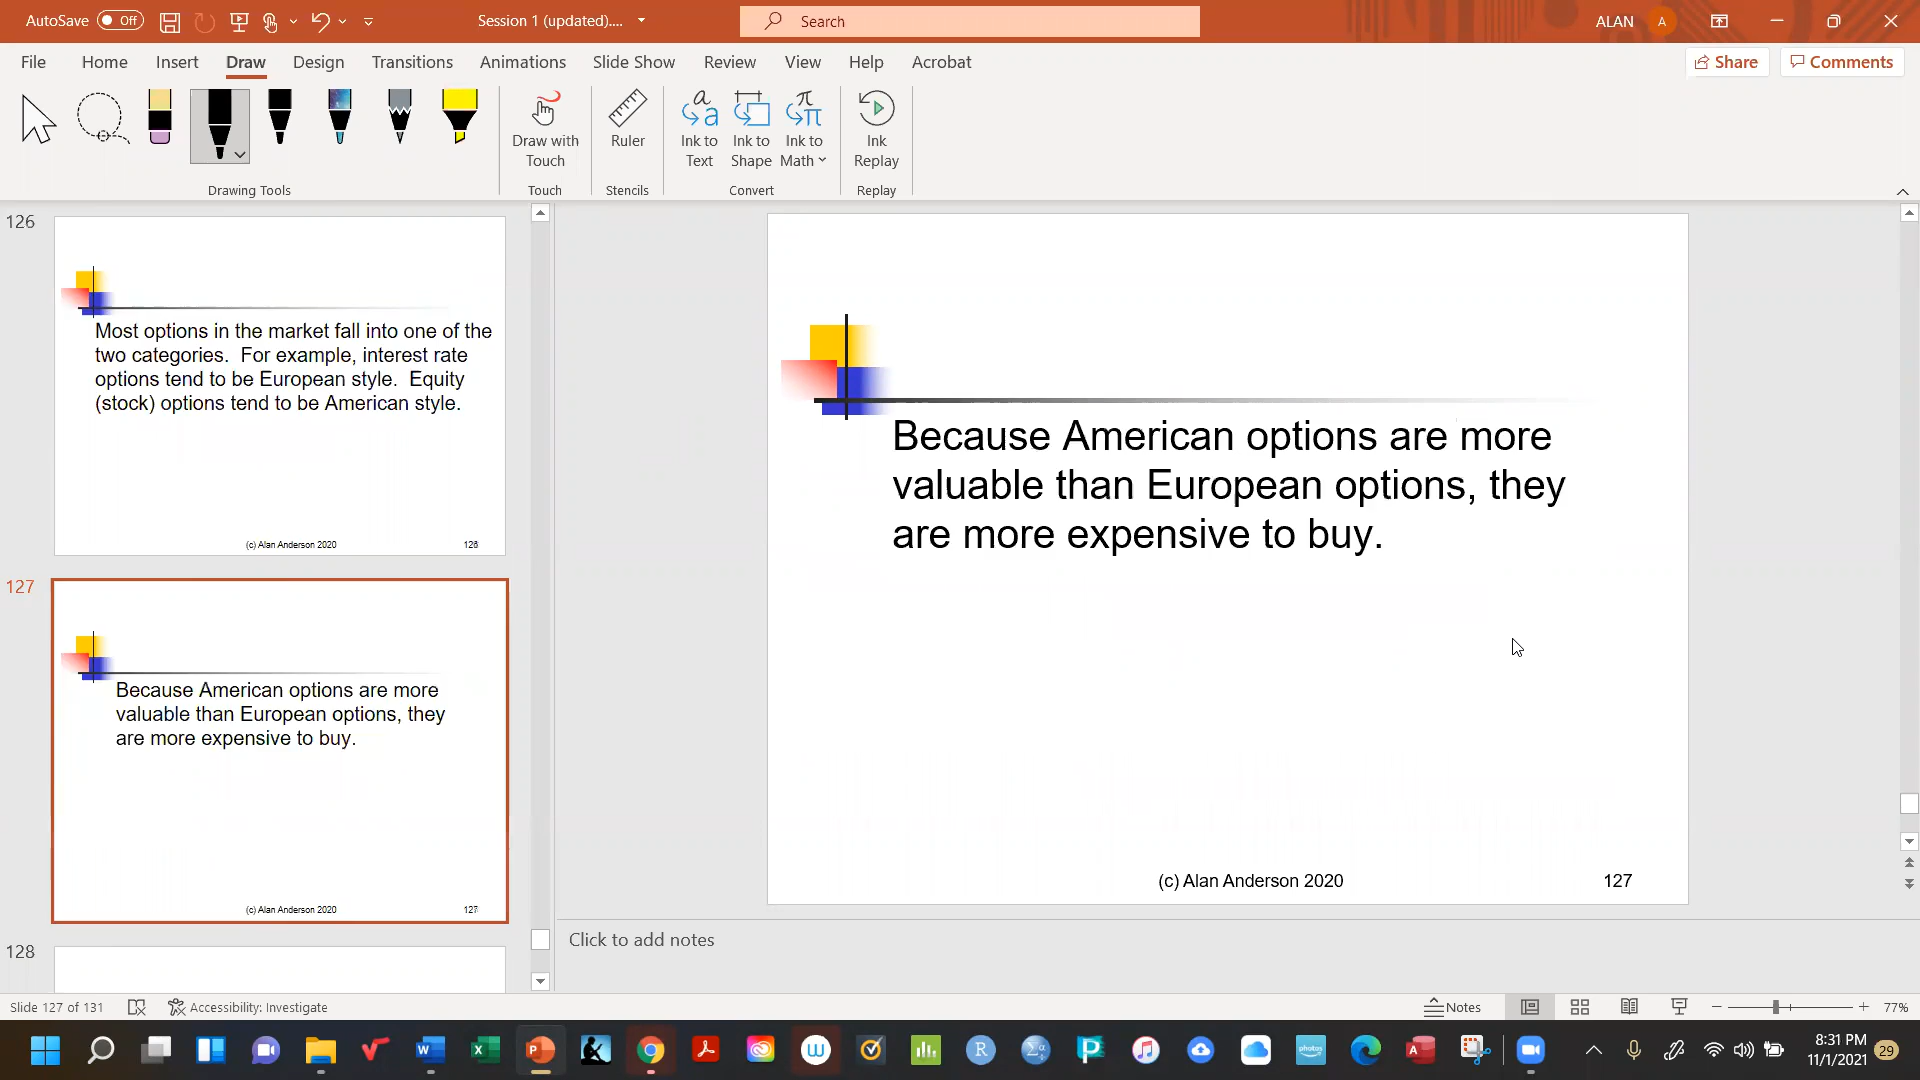 AutoSave Off
Session 1 (updated)....
Search
ALAN A
File Home Insert Draw Design Transitions Animations Slide Show Review View Help Acrobat
Share Comments
Draw with
Touch
Ruler
Ink to
Text
Ink to
Shape
Ink to
Math
Ink
Replay
Drawing Tools Touch Stencils Convert Replay
126
Most options in the market fall into one of the
two categories. For example, interest rate
options tend to be European style. Equity
(stock) options tend to be American style.
(c) Alan Anderson 2020 126
127
Because American options are more
valuable than European options, they
are more expensive to buy.
(c) Alan Anderson 2020 127
128
Because American options are more
valuable than European options, they
are more expensive to buy.
(c) Alan Anderson 2020 127
Click to add notes
Slide 127 of 131 Accessibility: Investigate Notes 77%
8:31 PM
11/1/2021 29